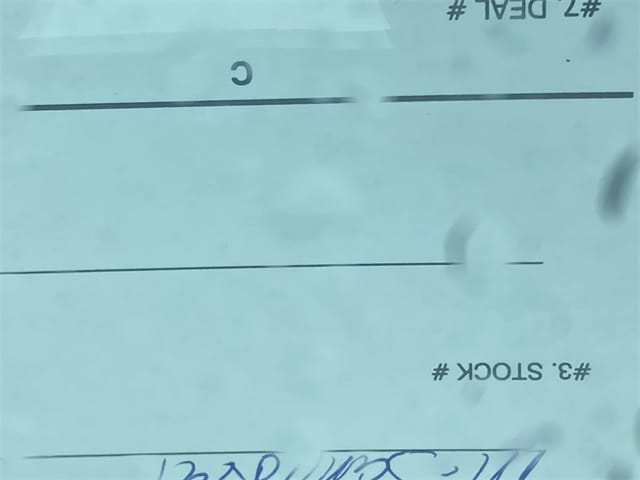 #3. STOCK #
C
#7. DEAL #